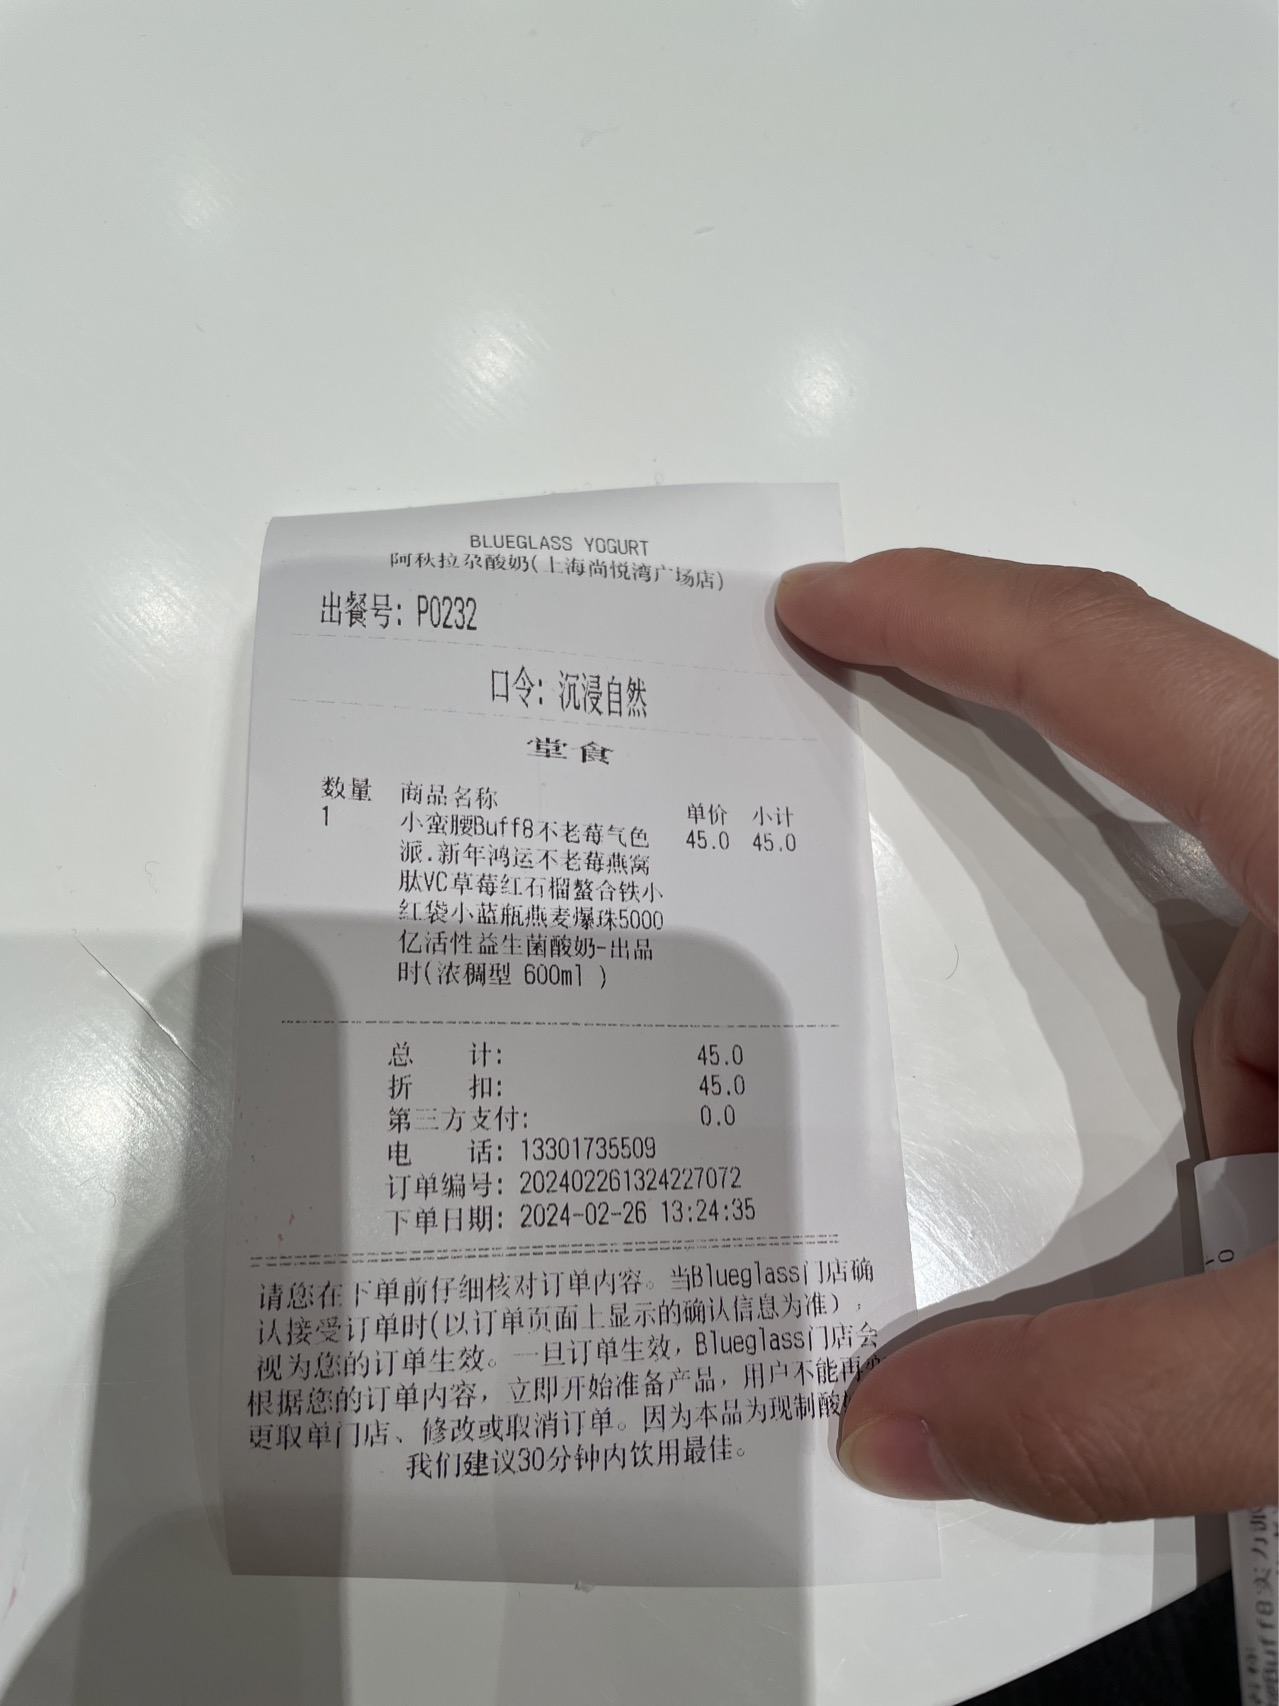 BLUEGLASS YOGURT
阿秋拉尕酸奶(上海尚悦湾广场店)
出餐号: P0232
口令: 沉浸自然
堂食
数量 商品名称 单价 小计
1 小蛮腰Buff8不老莓气色 45.0 45.0
派.新年鸿运不老莓燕窝
肽VC草莓红石榴螯合铁小
红袋小蓝瓶燕麦爆珠5000
亿活性益生菌酸奶-出品
时(浓稠型 600ml )
总 计: 45.0
折 扣: 45.0
第三方支付: 0.0
电 话: 13301735509
订单编号: 202402261324227072
下单日期: 2024-02-26 13:24:35
请您在下单前仔细核对订单内容。当Blueglass门店确
认接受订单时(以订单页面上显示的确认信息为准),
视为您的订单生效。一旦订单生效,Blueglass门店会
根据您的订单内容,立即开始准备产品,用户不能再
更取单门店、修改或取消订单。因为本品为现制酸
我们建议30分钟内饮用最佳。